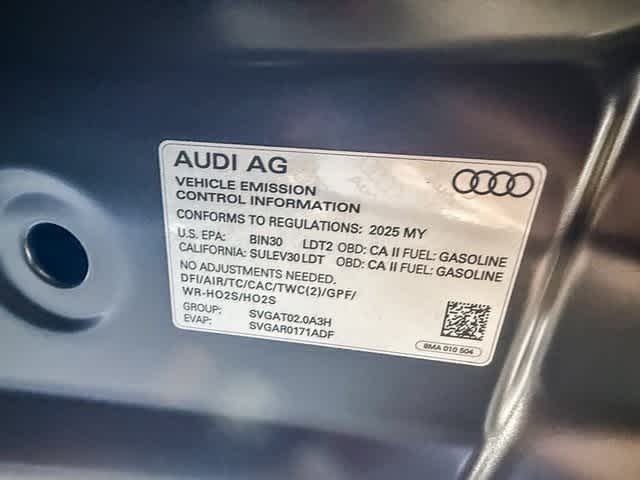 AUDI AG
VEHICLE EMISSION
CONTROL INFORMATION
CONFORMS TO REGULATIONS: 2025 MY
U.S. EPA: BIN30 LDT2 OBD: CA II FUEL: GASOLINE
CALIFORNIA: SULEV30 LDT OBD: CA II FUEL: GASOLINE
NO ADJUSTMENTS NEEDED.
DFI/AIR/TC/CAC/TWC(2)/GPF/
WR-HO2S/HO2S
GROUP: SVGAT02.0A3H
EVAP: SVGAR0171ADF
8MA 010 504